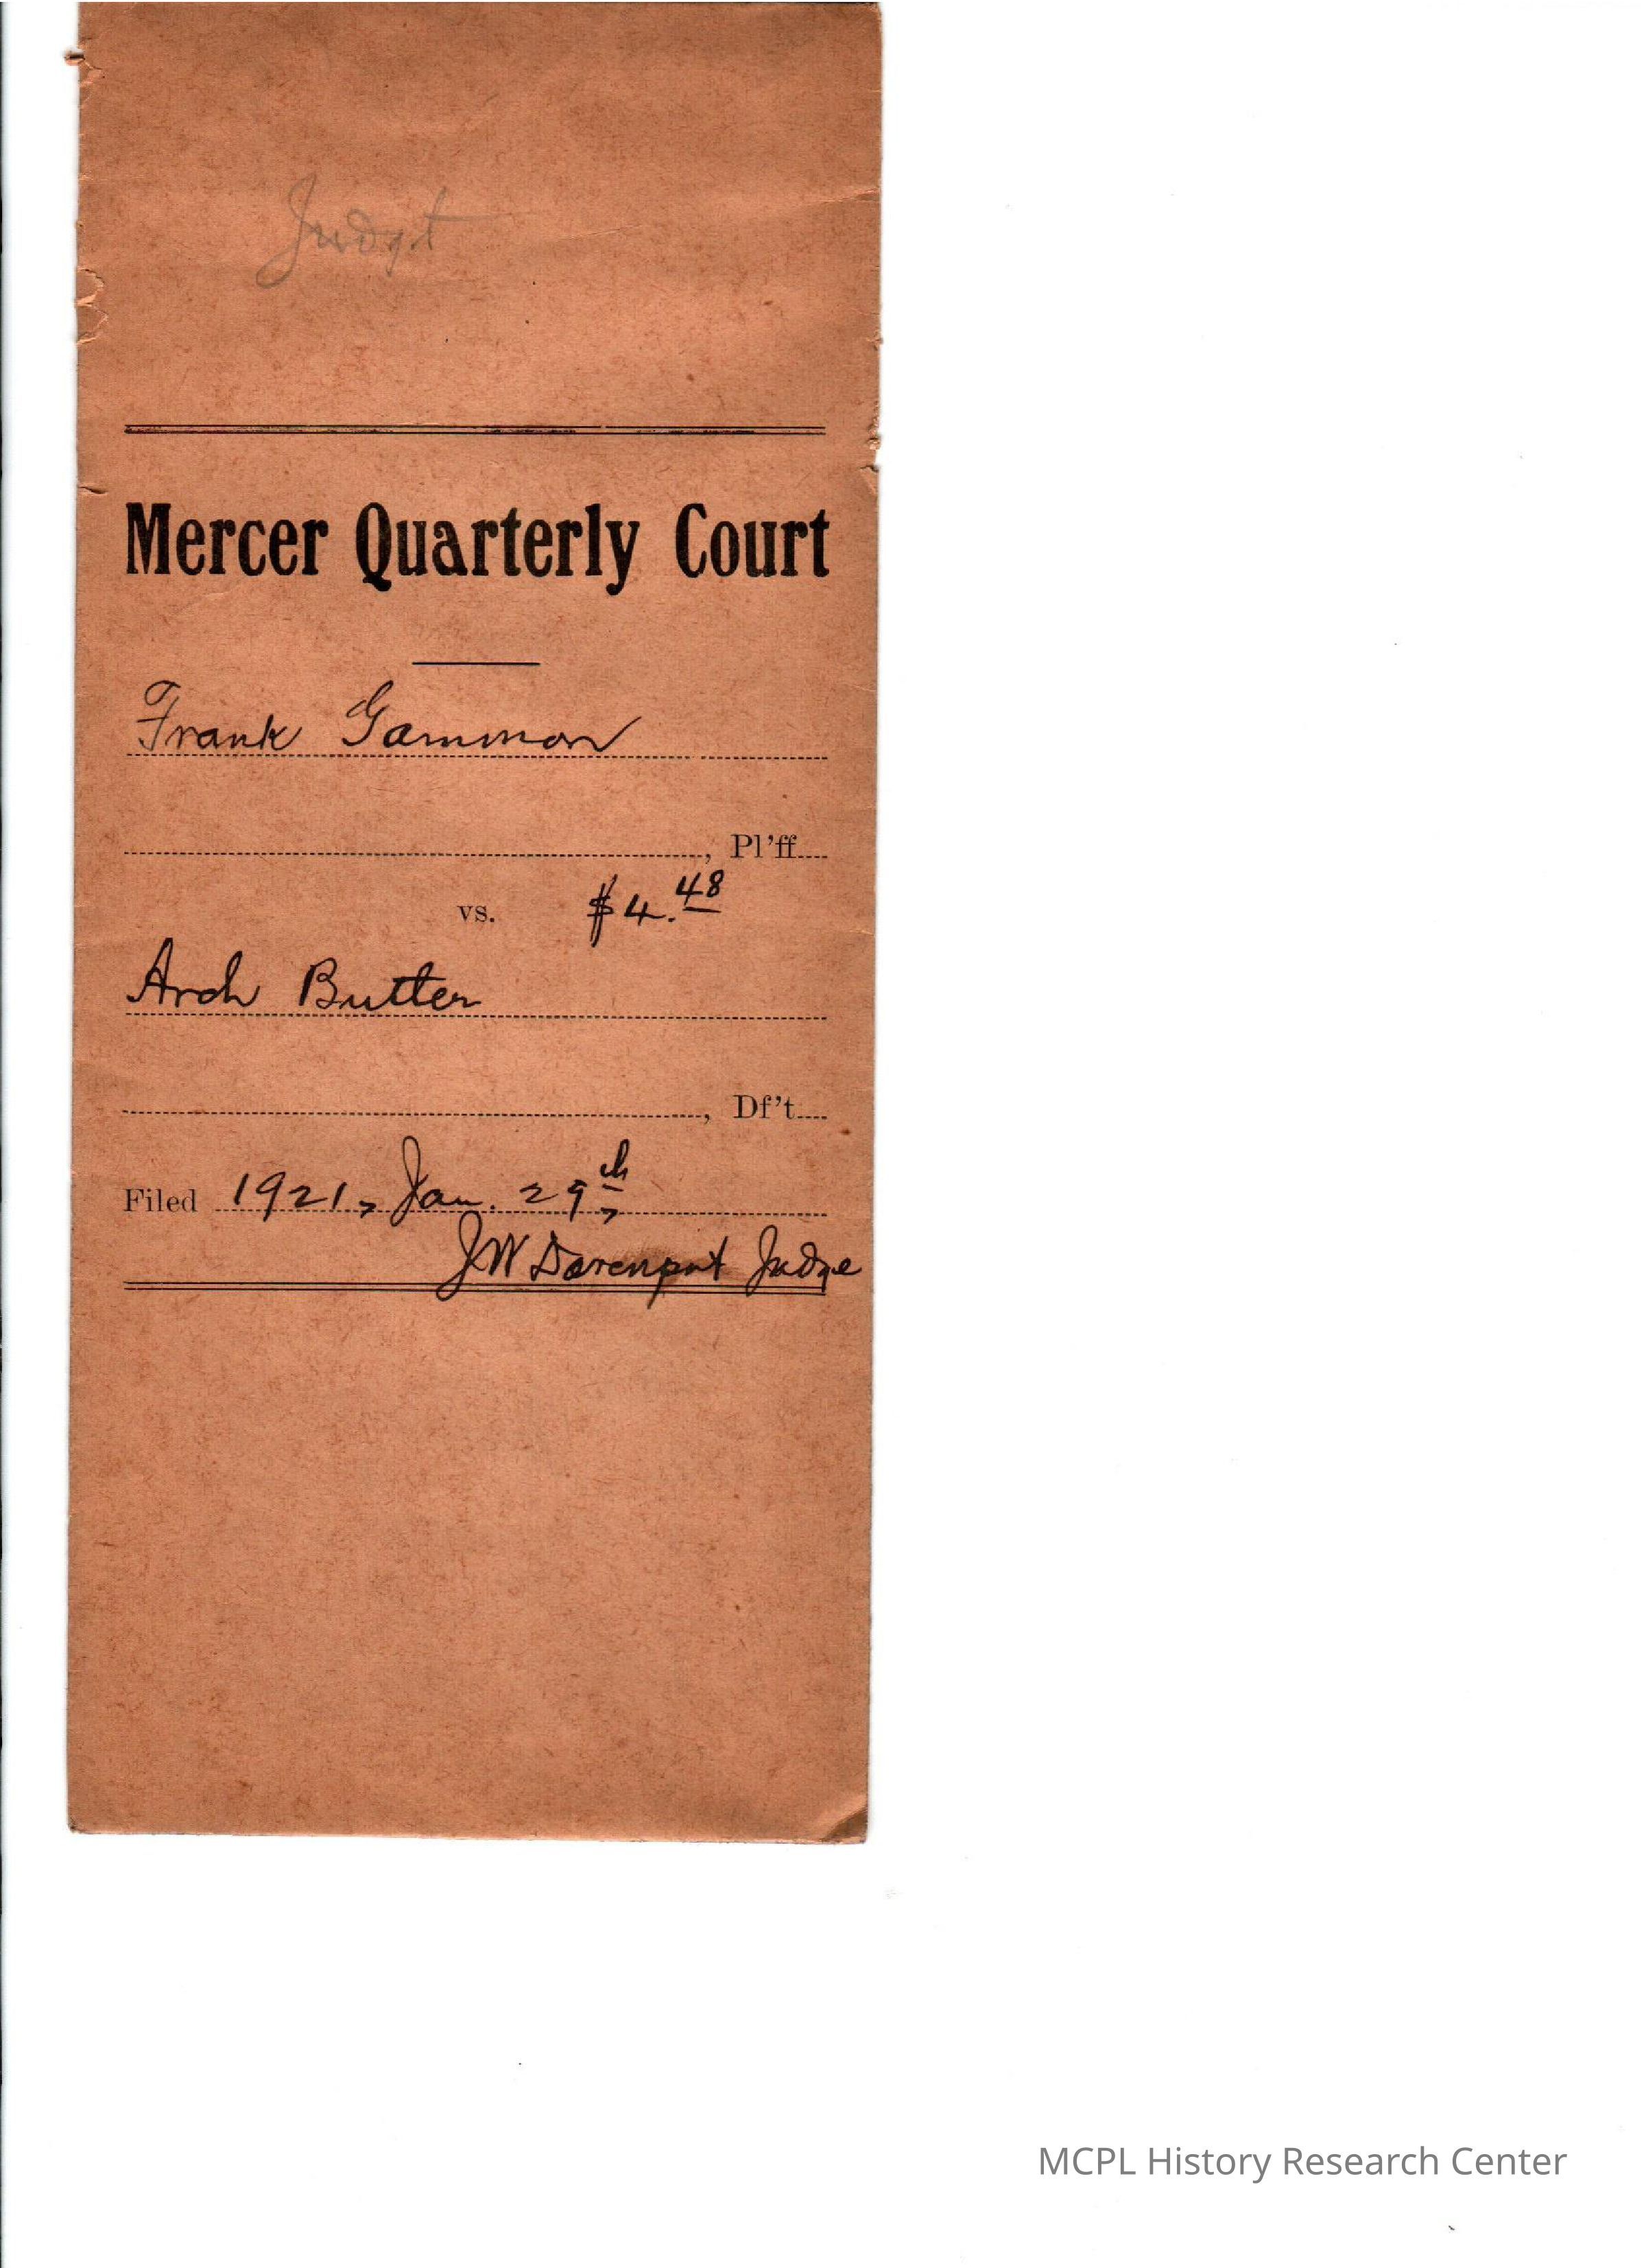 Judgt
Mercer Quarterly Court
Frank Gammon
, Pl'ff
vs. $4.48
Arch Butler
, Df't
Filed 1921, Jan. 29th,
JW Davenport Judge
MCPL History Research Center